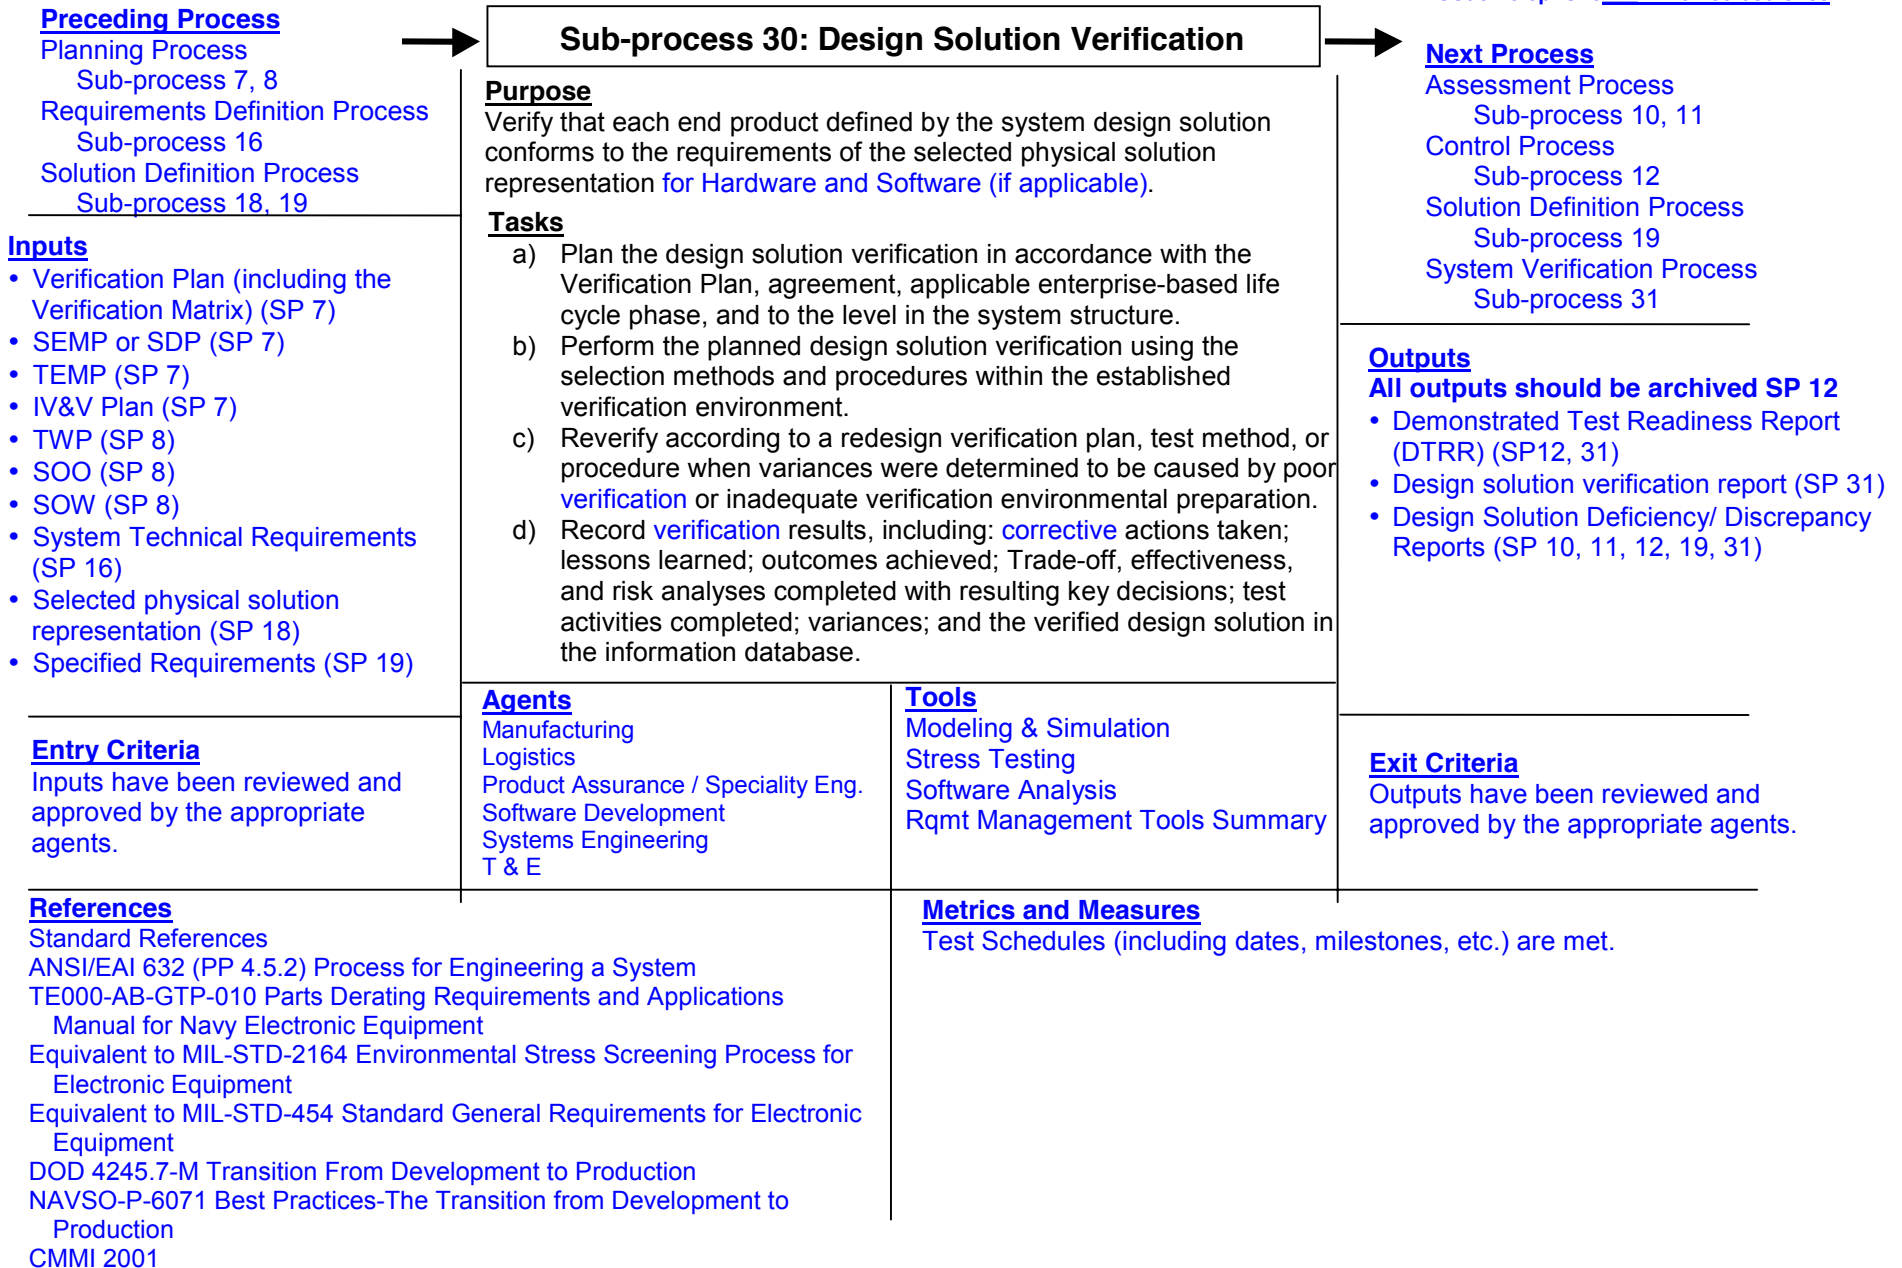 Preceding Process
Planning Process
Sub-process 7, 8
Requirements Definition Process
Sub-process 16
Solution Definition Process
Sub-process 18, 19
Sub-process 30: Design Solution Verification
Next Process
Assessment Process
Sub-process 10, 11
Control Process
Sub-process 12
Solution Definition Process
Sub-process 19
System Verification Process
Sub-process 31
Purpose
Verify that each end product defined by the system design solution
conforms to the requirements of the selected physical solution
representation for Hardware and Software (if applicable).
Tasks
a) Plan the design solution verification in accordance with the
Verification Plan, agreement, applicable enterprise-based life
cycle phase, and to the level in the system structure.
b) Perform the planned design solution verification using the
selection methods and procedures within the established
verification environment.
c) Reverify according to a redesign verification plan, test method, or
procedure when variances were determined to be caused by poor
verification or inadequate verification environmental preparation.
d) Record verification results, including: corrective actions taken;
lessons learned; outcomes achieved; Trade-off, effectiveness,
and risk analyses completed with resulting key decisions; test
activities completed; variances; and the verified design solution in
the information database.
Inputs
• Verification Plan (including the
Verification Matrix) (SP 7)
• SEMP or SDP (SP 7)
• TEMP (SP 7)
• IV&V Plan (SP 7)
• TWP (SP 8)
• SOO (SP 8)
• SOW (SP 8)
• System Technical Requirements
(SP 16)
• Selected physical solution
representation (SP 18)
• Specified Requirements (SP 19)
Outputs
All outputs should be archived SP 12
• Demonstrated Test Readiness Report
(DTRR) (SP12, 31)
• Design solution verification report (SP 31)
• Design Solution Deficiency/ Discrepancy
Reports (SP 10, 11, 12, 19, 31)
Entry Criteria
Inputs have been reviewed and
approved by the appropriate
agents.
Agents
Manufacturing
Logistics
Product Assurance / Speciality Eng.
Software Development
Systems Engineering
T & E
Tools
Modeling & Simulation
Stress Testing
Software Analysis
Rqmt Management Tools Summary
Exit Criteria
Outputs have been reviewed and
approved by the appropriate agents.
References
Standard References
ANSI/EAI 632 (PP 4.5.2) Process for Engineering a System
TE000-AB-GTP-010 Parts Derating Requirements and Applications
Manual for Navy Electronic Equipment
Equivalent to MIL-STD-2164 Environmental Stress Screening Process for
Electronic Equipment
Equivalent to MIL-STD-454 Standard General Requirements for Electronic
Equipment
DOD 4245.7-M Transition From Development to Production
NAVSO-P-6071 Best Practices-The Transition from Development to
Production
CMMI 2001
Metrics and Measures
Test Schedules (including dates, milestones, etc.) are met.